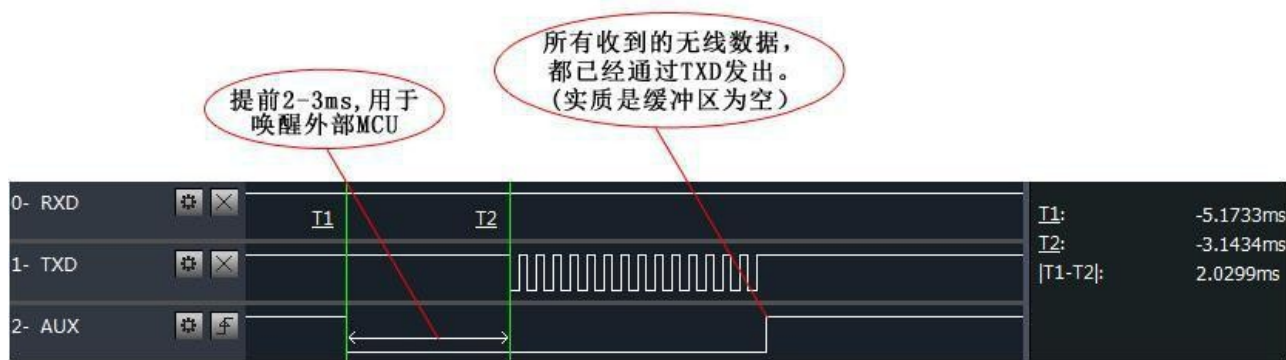 所有收到的无线数据，
都已经通过TXD发出。
(实质是缓冲区为空)
提前2-3ms,用于
唤醒外部MCU
0- RXD
T1
T2
1- TXD
2- AUX
T1: -5.1733ms
T2: -3.1434ms
|T1-T2|: 2.0299ms